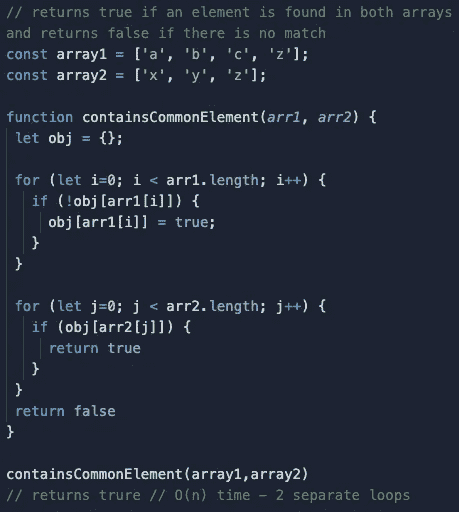 // returns true if an element is found in both arrays
and returns false if there is no match
const array1 = ['a', 'b', 'c', 'z'];
const array2 = ['x', 'y', 'z'];

function containsCommonElement(arr1, arr2) {
 let obj = {};

 for (let i=0; i < arr1.length; i++) {
   if (!obj[arr1[i]]) {
     obj[arr1[i]] = true;
   }
 }

 for (let j=0; j < arr2.length; j++) {
   if (obj[arr2[j]]) {
     return true
   }
 }
 return false
}

containsCommonElement(array1,array2)
// returns trure // O(n) time - 2 separate loops